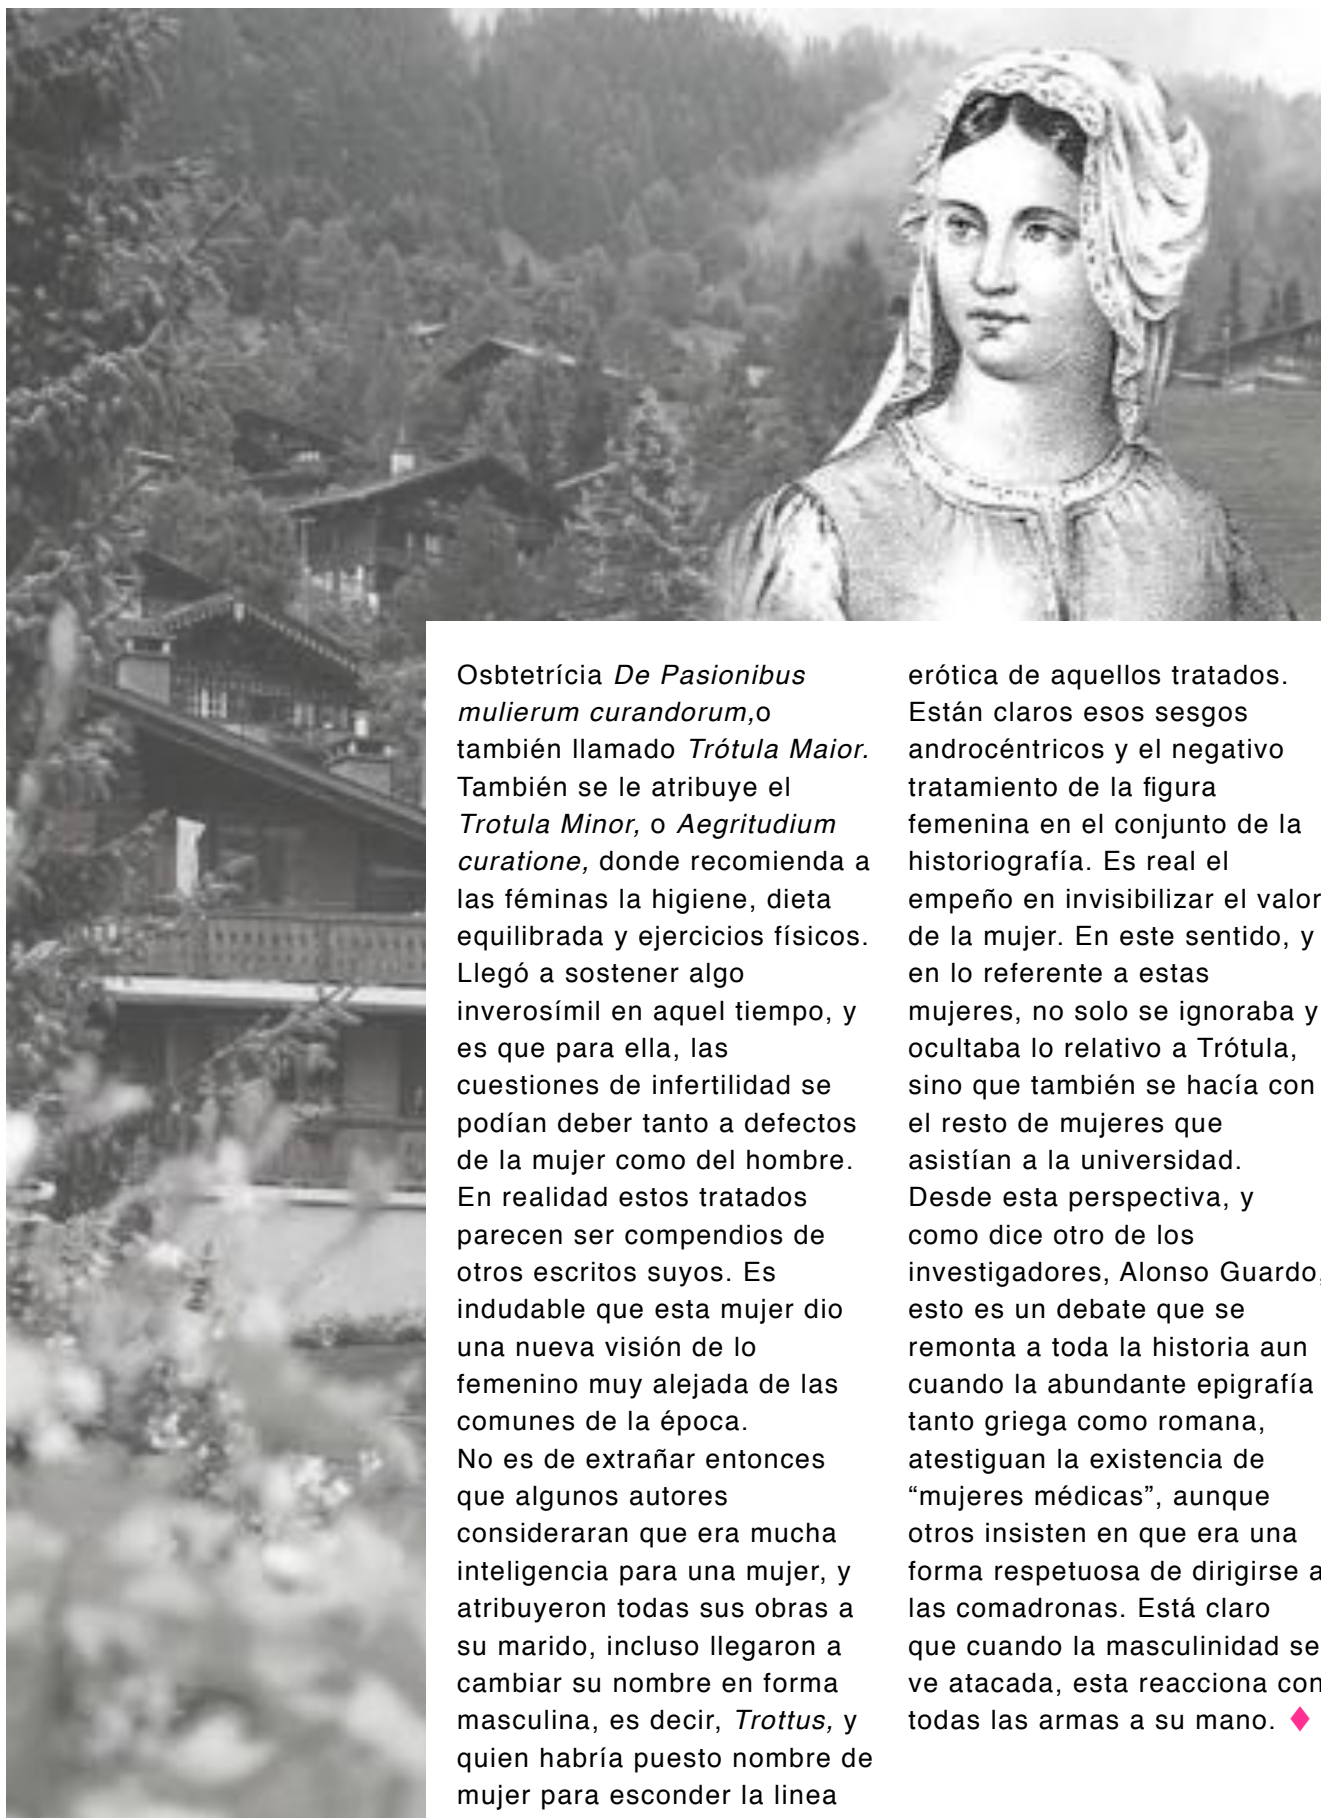 Osbtetrícia De Pasionibus
mulierum curandorum,o
también llamado Trótula Maior.
También se le atribuye el
Trotula Minor, o Aegritudium
curatione, donde recomienda a
las féminas la higiene, dieta
equilibrada y ejercicios físicos.
Llegó a sostener algo
inverosímil en aquel tiempo, y
es que para ella, las
cuestiones de infertilidad se
podían deber tanto a defectos
de la mujer como del hombre.
En realidad estos tratados
parecen ser compendios de
otros escritos suyos. Es
indudable que esta mujer dio
una nueva visión de lo
femenino muy alejada de las
comunes de la época.
No es de extrañar entonces
que algunos autores
consideraran que era mucha
inteligencia para una mujer, y
atribuyeron todas sus obras a
su marido, incluso llegaron a
cambiar su nombre en forma
masculina, es decir, Trottus, y
quien habría puesto nombre de
mujer para esconder la linea
erótica de aquellos tratados.
Están claros esos sesgos
androcéntricos y el negativo
tratamiento de la figura
femenina en el conjunto de la
historiografía. Es real el
empeño en invisibilizar el valor
de la mujer. En este sentido, y
en lo referente a estas
mujeres, no solo se ignoraba y
ocultaba lo relativo a Trótula,
sino que también se hacía con
el resto de mujeres que
asistían a la universidad.
Desde esta perspectiva, y
como dice otro de los
investigadores, Alonso Guardo,
esto es un debate que se
remonta a toda la historia aun
cuando la abundante epigrafía
tanto griega como romana,
atestiguan la existencia de
“mujeres médicas”, aunque
otros insisten en que era una
forma respetuosa de dirigirse a
las comadronas. Está claro
que cuando la masculinidad se
ve atacada, esta reacciona con
todas las armas a su mano. ♦